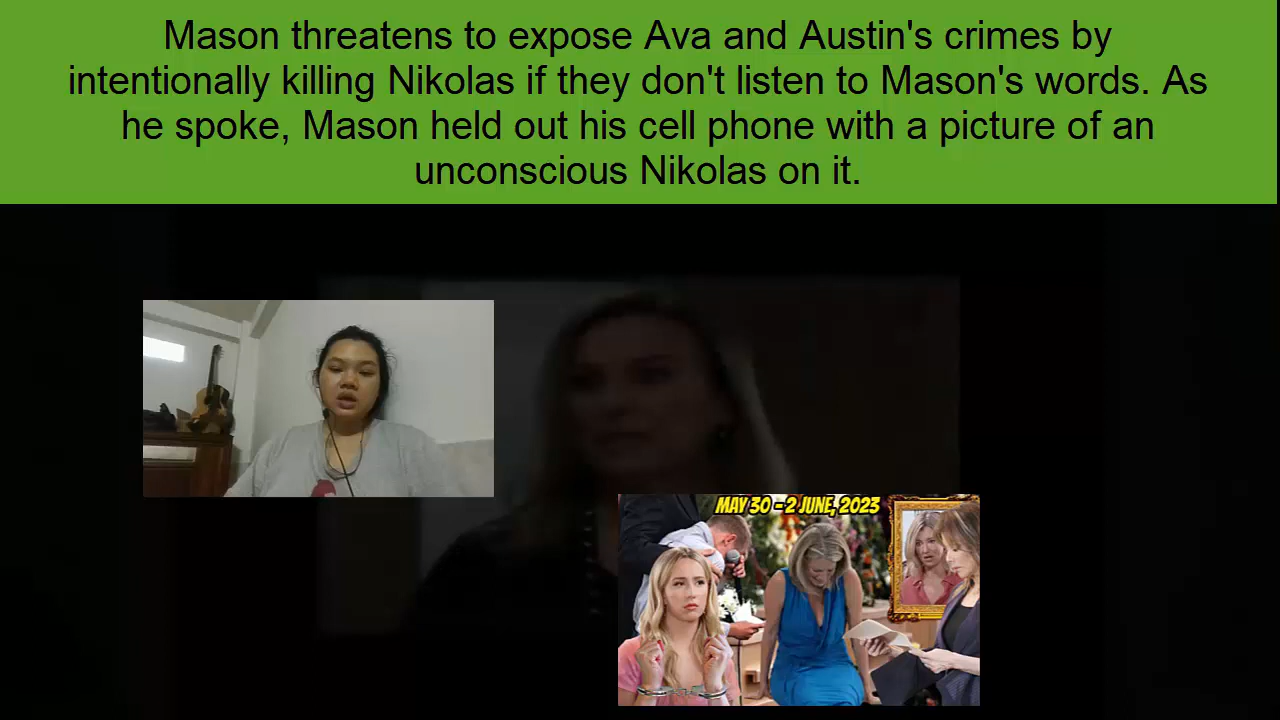 Mason threatens to expose Ava and Austin's crimes by
intentionally killing Nikolas if they don't listen to Mason's words. As
he spoke, Mason held out his cell phone with a picture of an
unconscious Nikolas on it.
MAY 30 - 2 JUNE, 2023